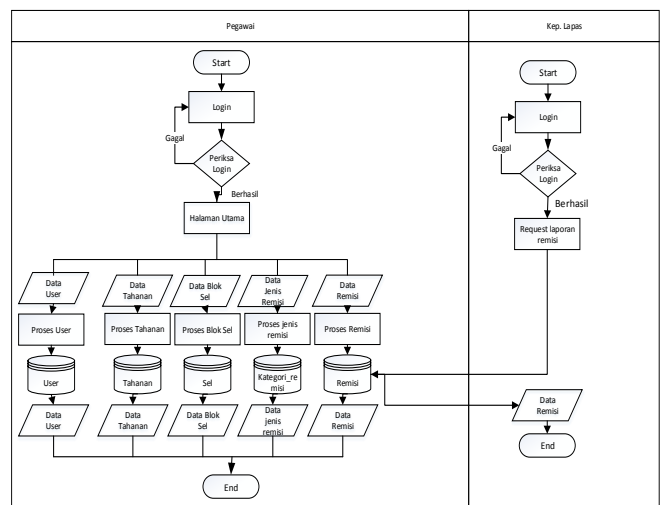 Pegawai
Kep. Lapas
Start
Login
Gagal
Periksa
Login
Berhasil
Halaman Utama
Start
Login
Gagal
Periksa
Login
Berhasil
Request laporan
remisi
Data
User
Data
Tahanan
Data Blok
Sel
Data
Jenis
Remisi
Data
Remisi
Proses User
Proses Tahanan
Proses Blok Sel
Proses jenis
remisi
Proses Remisi
User
Tahanan
Sel
Kategori_re
misi
Remisi
Data
User
Data
Tahanan
Data Blok
Sel
Data
jenis
remisi
Data
Remisi
Data
Remisi
End
End